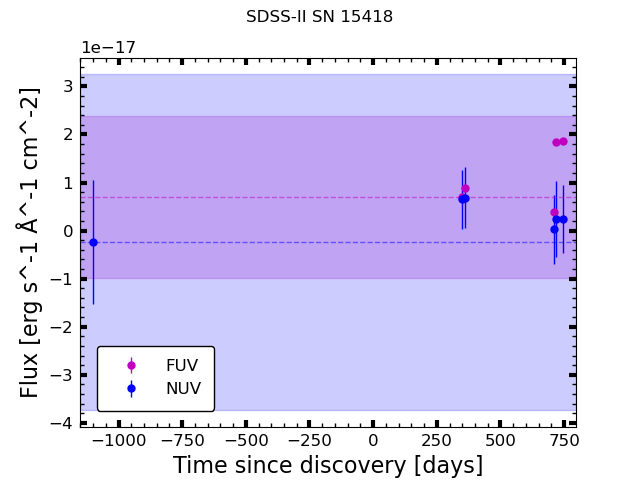 SDSS-II SN 15418
1e−17
3
2
1
0
−1
−2
−3
−4
Flux [erg s^-1 Å^-1 cm^-2]
FUV
NUV
−1000 −750 −500 −250 0 250 500 750
Time since discovery [days]